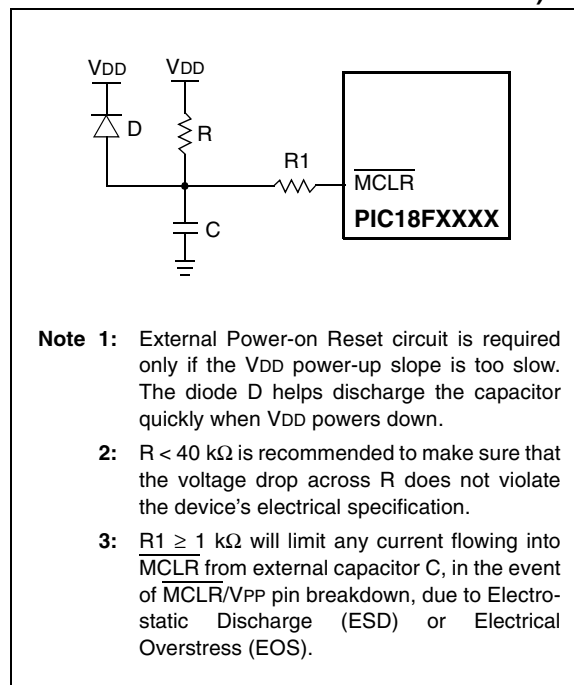 VDD VDD
D
R
R1
MCLR
PIC18FXXXX
C
Note 1: External Power-on Reset circuit is required
only if the VDD power-up slope is too slow.
The diode D helps discharge the capacitor
quickly when VDD powers down.
2: R < 40 kΩ is recommended to make sure that
the voltage drop across R does not violate
the device's electrical specification.
3: R1 ≥ 1 kΩ will limit any current flowing into
MCLR from external capacitor C, in the event
of MCLR/VPP pin breakdown, due to Electro-
static Discharge (ESD) or Electrical
Overstress (EOS).